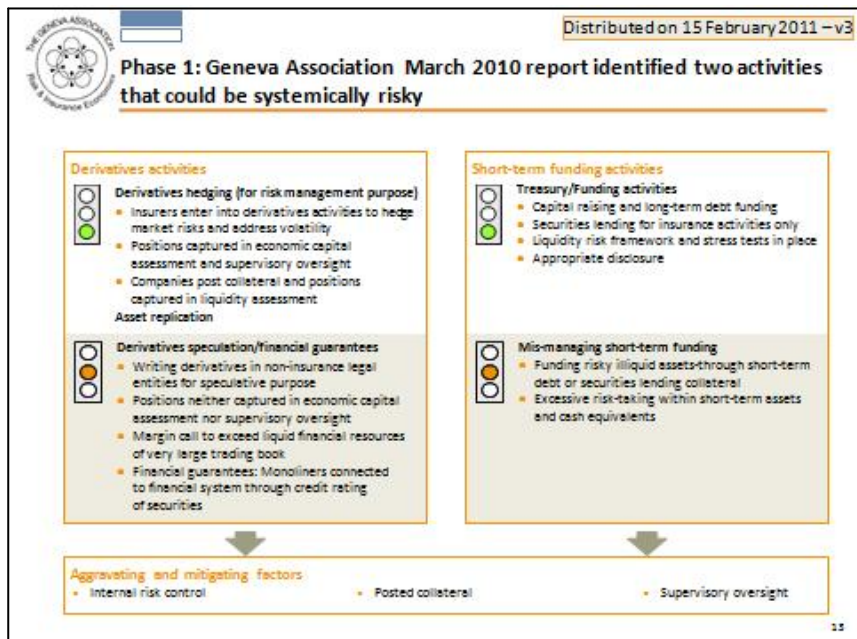 THE GENEVA ASSOCIATION
Risk & Insurance Economics
Distributed on 15 February 2011 – v3
Phase 1: Geneva Association March 2010 report identified two activities
that could be systemically risky
Derivatives activities
Derivatives hedging (for risk management purpose)
Insurers enter into derivatives activities to hedge
market risks and address volatility
Positions captured in economic capital
assessment and supervisory oversight
Companies post collateral and positions
captured in liquidity assessment
Asset replication
Derivatives speculation/financial guarantees
Writing derivatives in non-insurance legal
entities for speculative purpose
Positions neither captured in economic capital
assessment nor supervisory oversight
Margin call to exceed liquid financial resources
of very large trading book
Financial guarantees: Monoliners connected
to financial system through credit rating
of securities
Short-term funding activities
Treasury/Funding activities
Capital raising and long-term debt funding
Securities lending for insurance activities only
Liquidity risk framework and stress tests in place
Appropriate disclosure
Mis-managing short-term funding
Funding risky illiquid assets-through short-term
debt or securities lending collateral
Excessive risk-taking within short-term assets
and cash equivalents
Aggravating and mitigating factors
Internal risk control
Posted collateral
Supervisory oversight
13